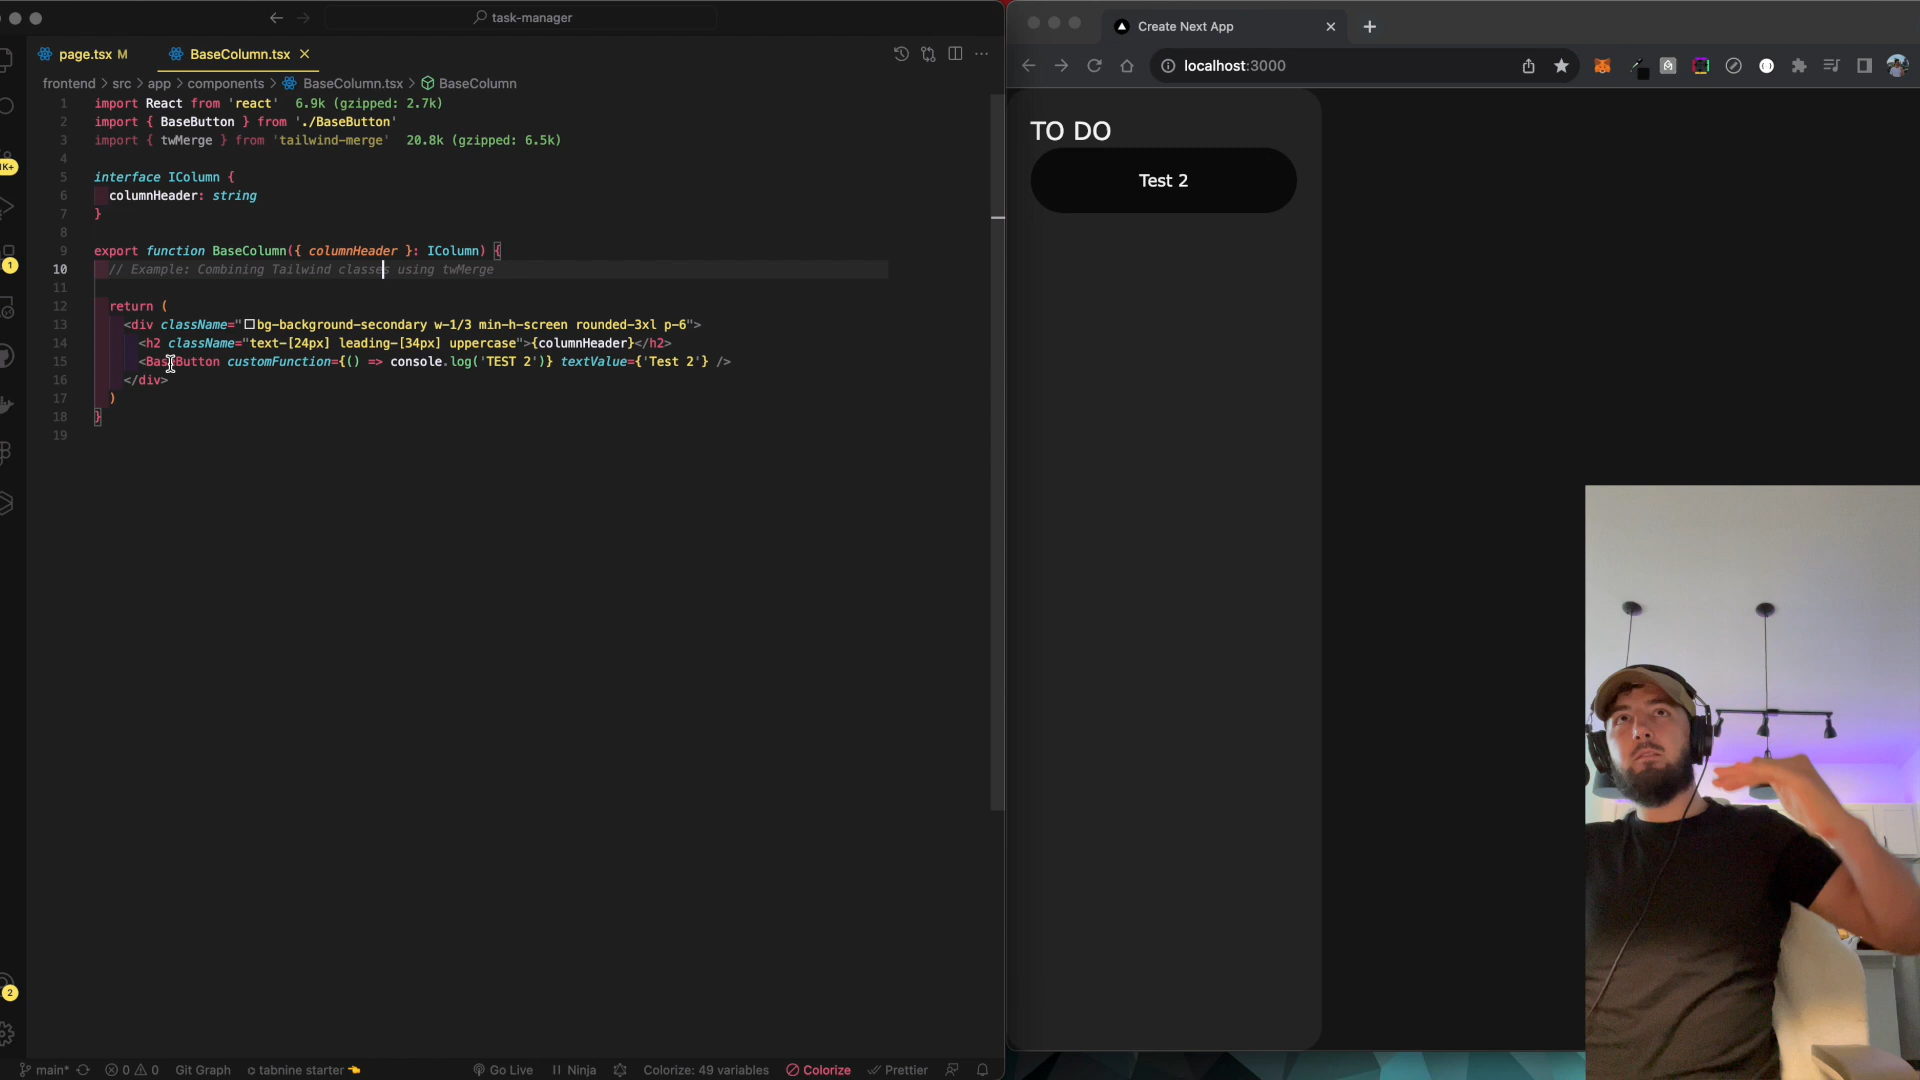 task-manager
page.tsx M
BaseColumn.tsx
frontend > src > app > components > BaseColumn.tsx > BaseColumn
1 import React from 'react' 6.9k (gzipped: 2.7k)
2 import { BaseButton } from './BaseButton'
3 import { twMerge } from 'tailwind-merge' 20.8k (gzipped: 6.5k)
4
5 interface IColumn {
6 columnHeader: string
7 }
8
9 export function BaseColumn({ columnHeader }: IColumn) {
10 // Example: Combining Tailwind classes using twMerge
11
12 return (
13 <div className="bg-background-secondary w-1/3 min-h-screen rounded-3xl p-6">
14 <h2 className="text-[24px] leading-[34px] uppercase">{columnHeader}</h2>
15 <BaseButton customFunction={() => console.log('TEST 2')} textValue={'Test 2'} />
16 </div>
17 )
18 }
19
1K+
1
2
main*
0 0
Git Graph
tabnine starter
Go Live
Ninja
Colorize: 49 variables
Colorize
Prettier
Create Next App
localhost:3000
TO DO
Test 2